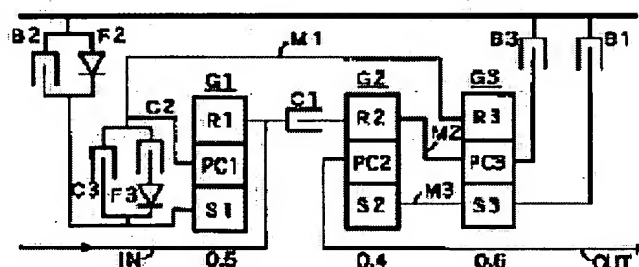 B2 F2 M1 B3 B1
G1 G2 G3
C2 C1
R1 R2 R3
M2
PC1 PC2 PC3
C3 F3
S1 S2 M3 S3
IN 0.5 0.4 0.6 OUT